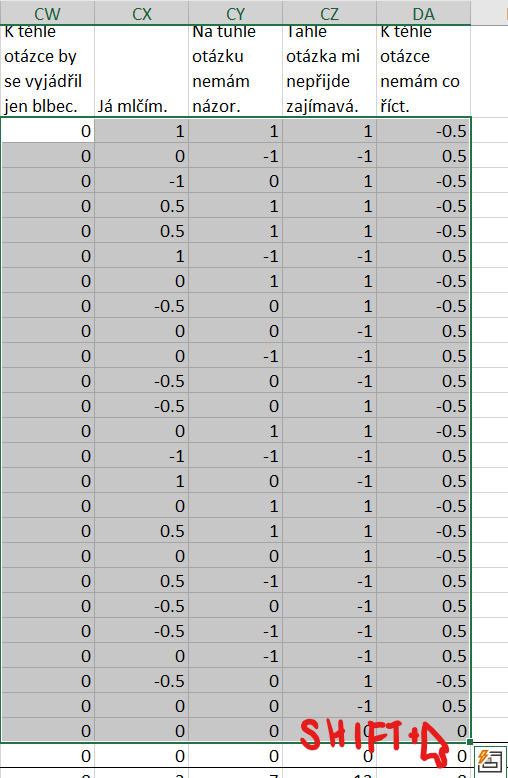 CW CX CY CZ DA
K téhle Na tuhle Tahle K téhle
otázce by otázku otázka mi otázce
se vyjádřil nemám nepřijde nemám co
jen blbec. Já mlčím. názor. zajímavá. říct.
0 1 1 1 -0.5
0 0 -1 -1 0.5
0 -1 0 1 -0.5
0 0.5 1 1 -0.5
0 0.5 1 1 -0.5
0 1 -1 -1 0.5
0 0 1 1 -0.5
0 -0.5 0 1 -0.5
0 0 0 -1 0.5
0 0 -1 -1 0.5
0 -0.5 0 -1 0.5
0 -0.5 0 1 -0.5
0 0 1 1 -0.5
0 -1 -1 -1 0.5
0 1 0 -1 0.5
0 0 1 1 -0.5
0 0.5 1 1 -0.5
0 0 0 1 -0.5
0 0.5 -1 -1 0.5
0 -0.5 0 -1 0.5
0 -0.5 -1 -1 0.5
0 0 -1 -1 0.5
0 -0.5 0 1 -0.5
0 0 0 -1 0.5
0 0 0 0 0
SHIFT+
0 0 0 0 0